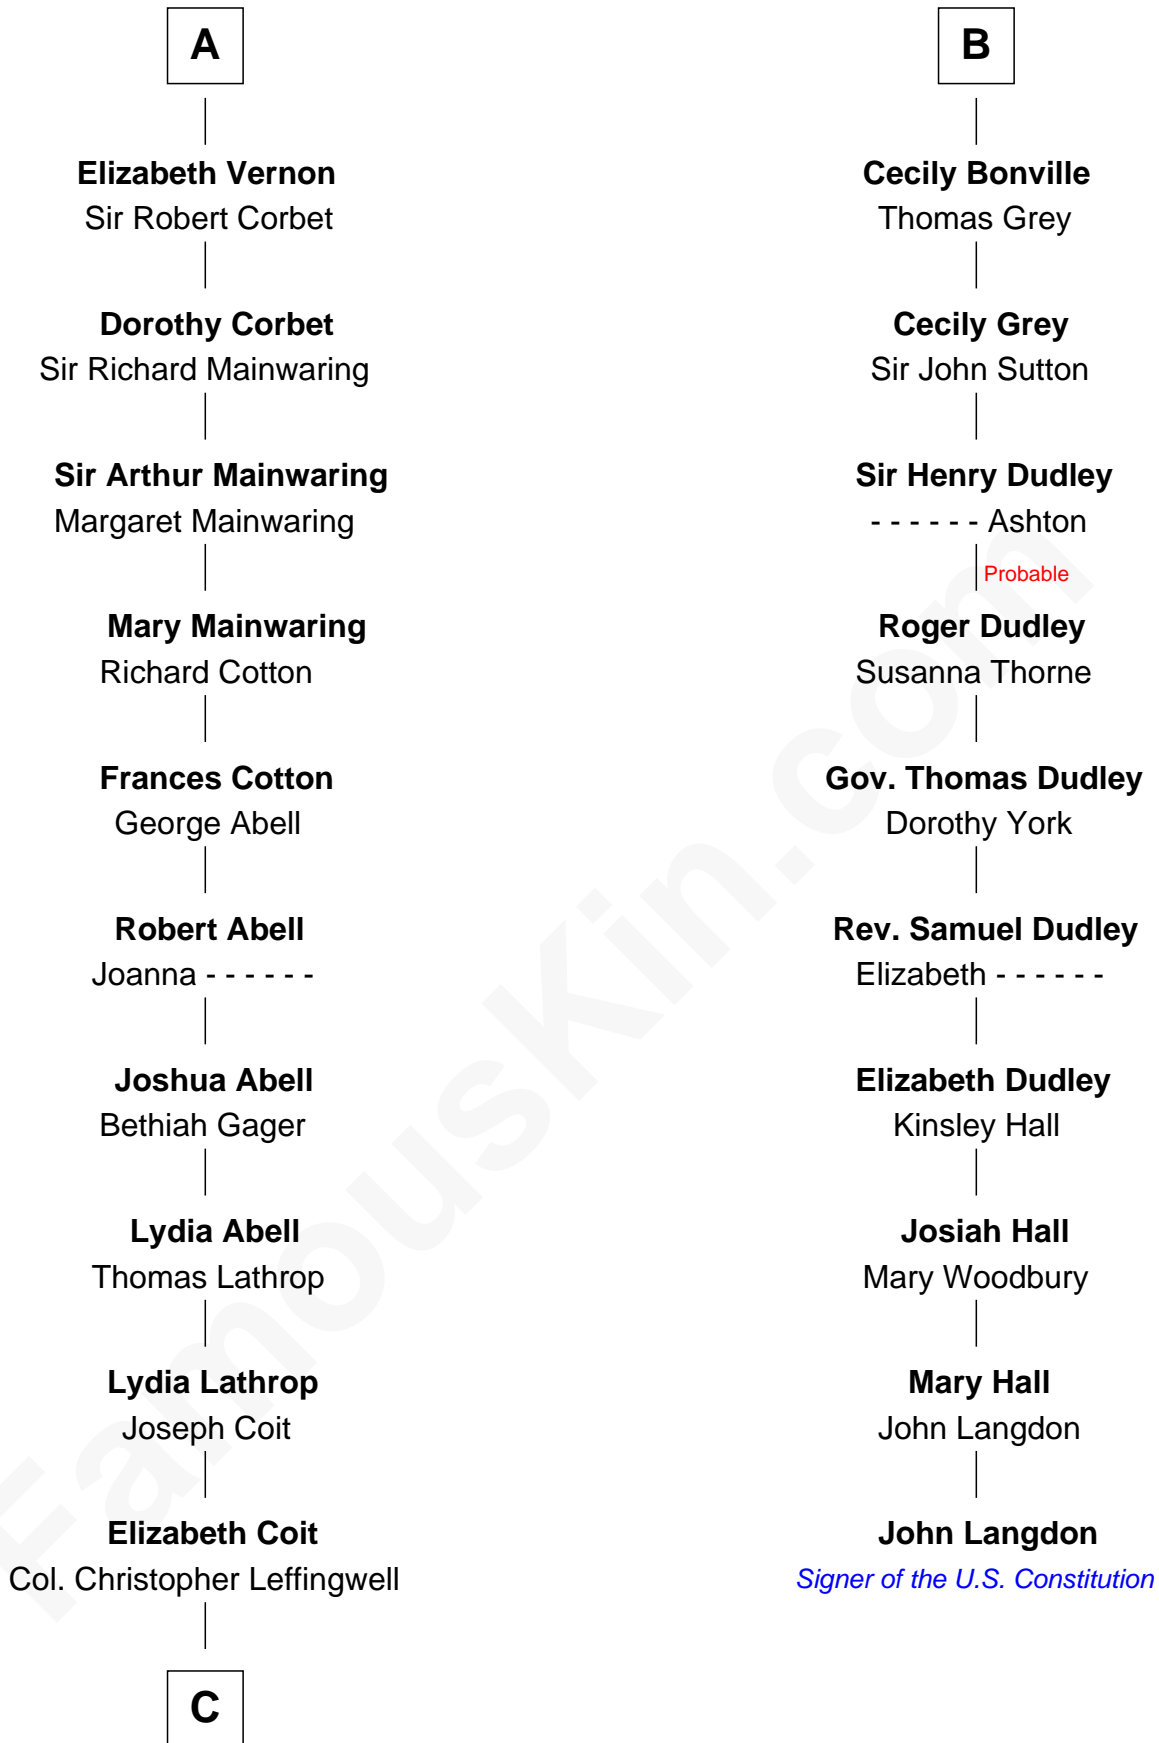 A
Elizabeth Vernon
Sir Robert Corbet
Dorothy Corbet
Sir Richard Mainwaring
Sir Arthur Mainwaring
Margaret Mainwaring
Mary Mainwaring
Richard Cotton
Frances Cotton
George Abell
Robert Abell
Joanna - - - - - -
Joshua Abell
Bethiah Gager
Lydia Abell
Thomas Lathrop
Lydia Lathrop
Joseph Coit
Elizabeth Coit
Col. Christopher Leffingwell
C
B
Cecily Bonville
Thomas Grey
Cecily Grey
Sir John Sutton
Sir Henry Dudley
- - - - - - Ashton
Probable
Roger Dudley
Susanna Thorne
Gov. Thomas Dudley
Dorothy York
Rev. Samuel Dudley
Elizabeth - - - - - -
Elizabeth Dudley
Kinsley Hall
Josiah Hall
Mary Woodbury
Mary Hall
John Langdon
John Langdon
Signer of the U.S. Constitution
FamousKin.com